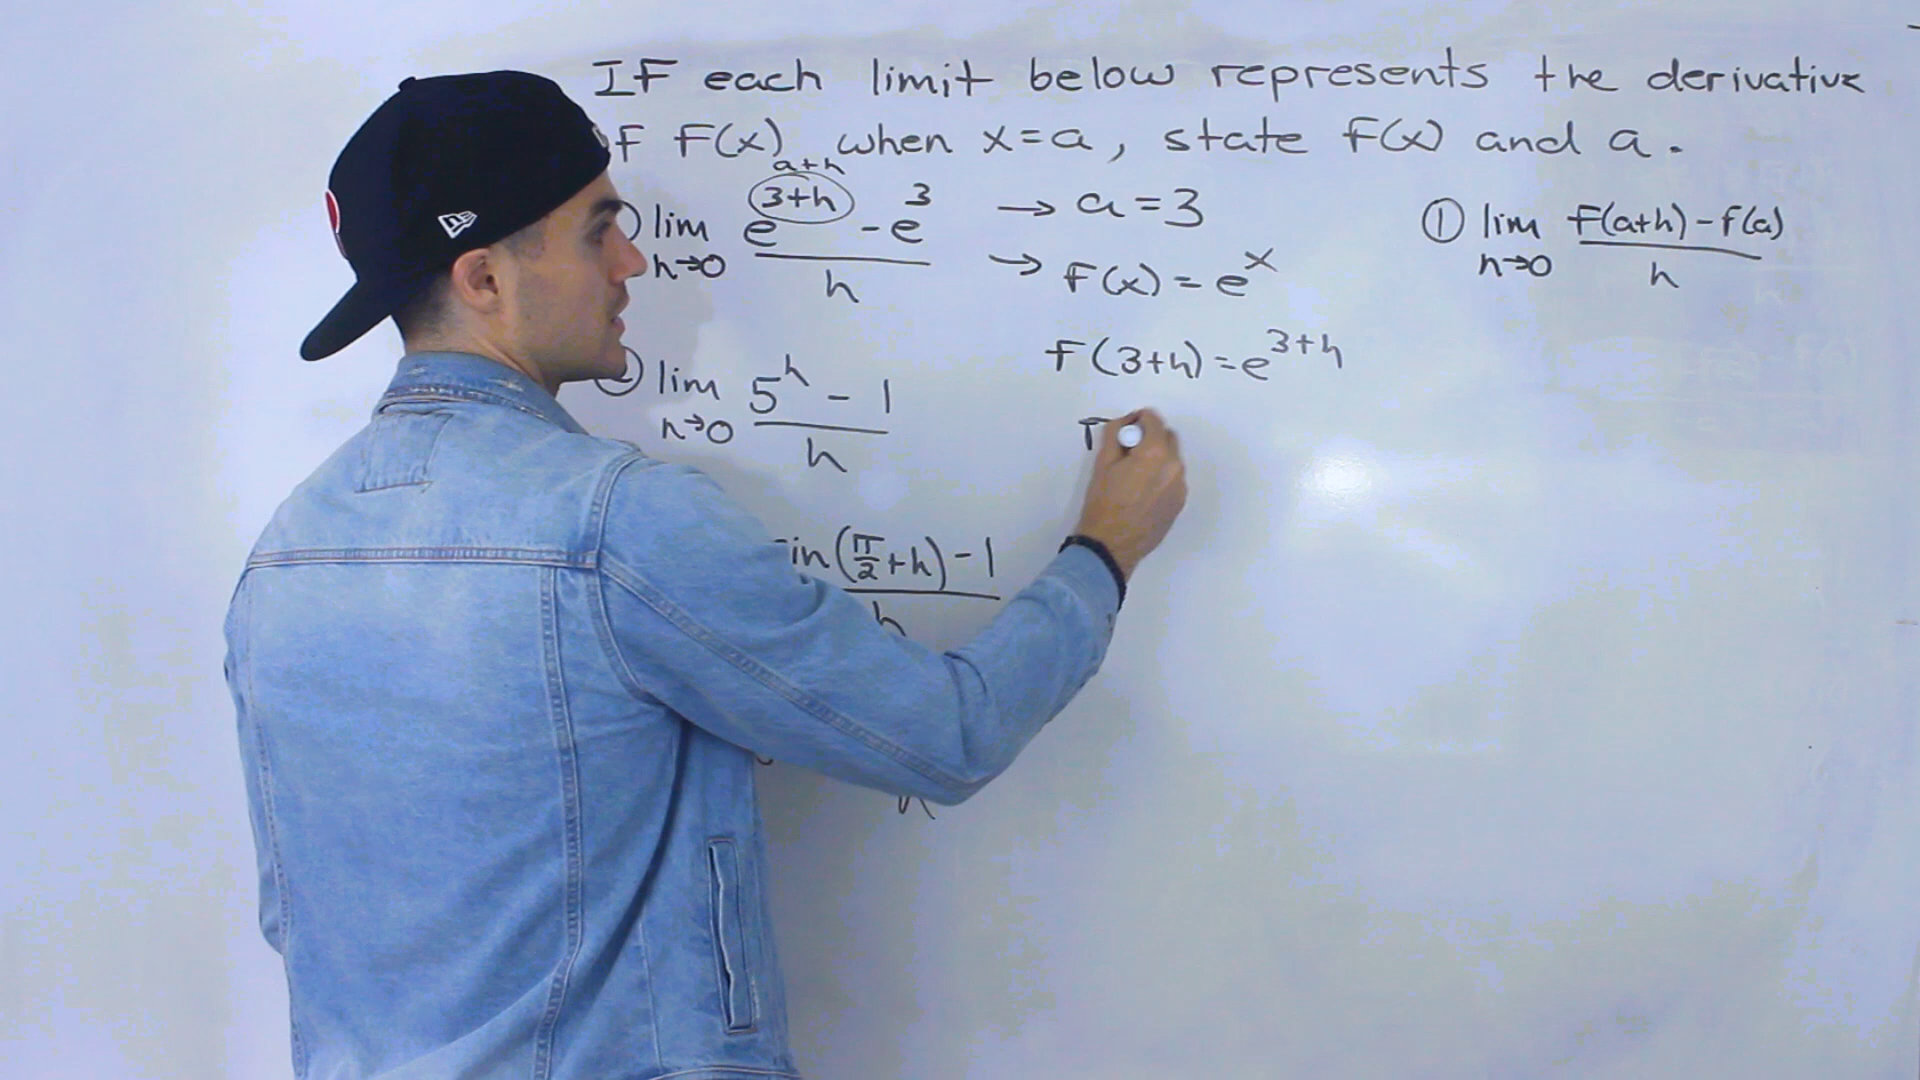 IF each limit below represents the derivative
F F(x) when x=a, state F(x) and a.
a+h
lim h→0 (e^(3+h) - e^3)/h → a=3
→ F(x) = e^x
F(3+h) = e^(3+h)
① lim h→0 (F(a+h) - f(a))/h
② lim h→0 (5^h - 1)/h
in(π/2+h) - 1
h
h